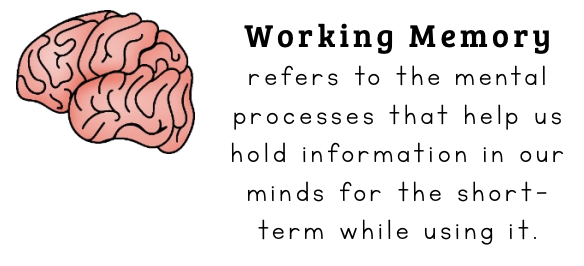 Working Memory
refers to the mental
processes that help us
hold information in our
minds for the short-
term while using it.